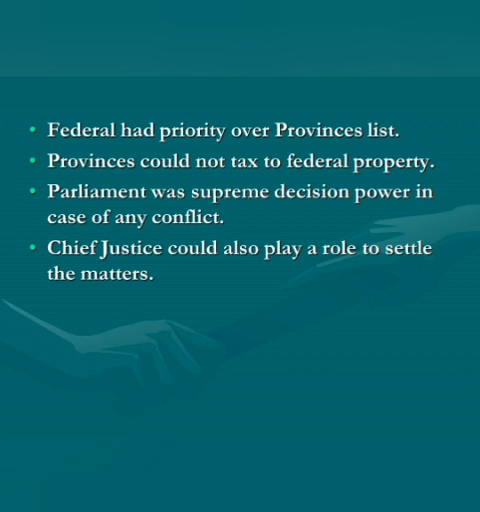 • Federal had priority over Provinces list.
• Provinces could not tax to federal property.
• Parliament was supreme decision power in
case of any conflict.
• Chief Justice could also play a role to settle
the matters.